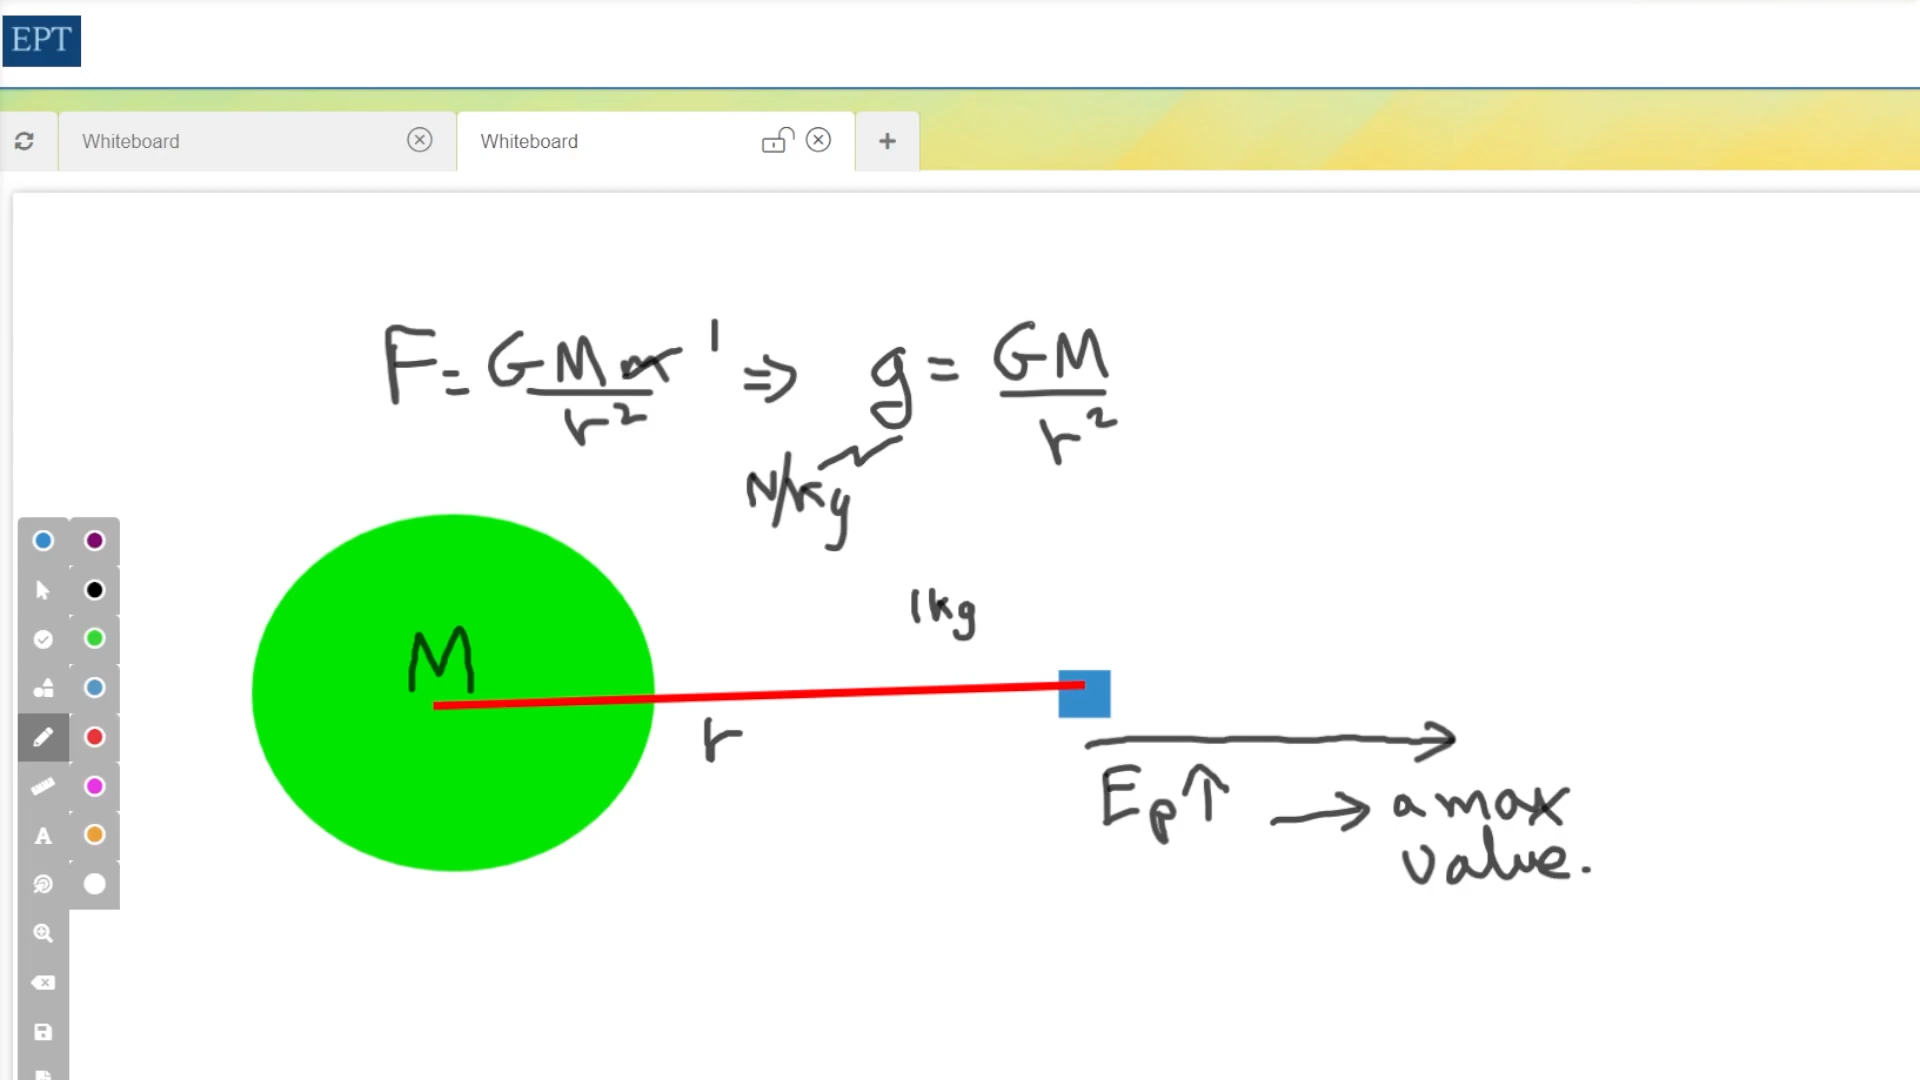 EPT
Whiteboard
Whiteboard
F = GMm 1 ⇒ g = GM
r² r²
N/kg
1kg
M
r
Ep↑ → a max
value.
A